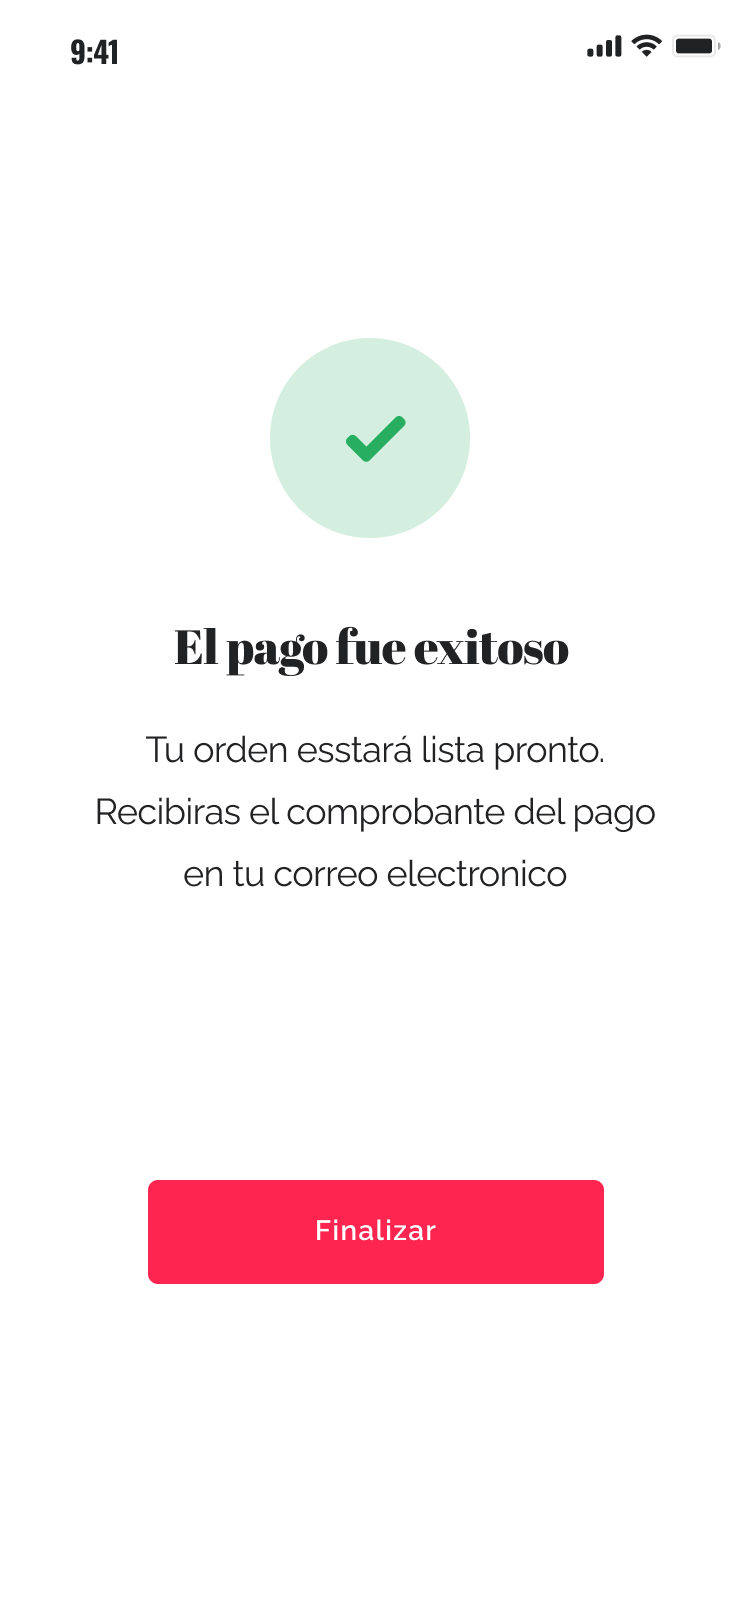 9:41
El pago fue exitoso
Tu orden esstará lista pronto.
Recibiras el comprobante del pago
en tu correo electronico
Finalizar